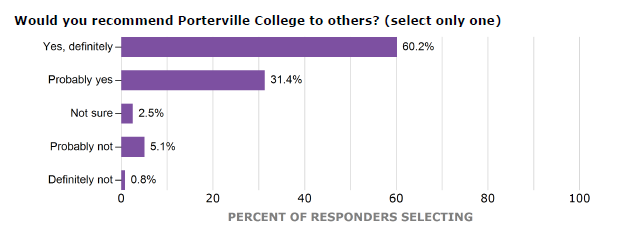 Would you recommend Porterville College to others? (select only one)
Yes, definitely 60.2%
Probably yes 31.4%
Not sure 2.5%
Probably not 5.1%
Definitely not 0.8%
0 20 40 60 80 100
PERCENT OF RESPONDERS SELECTING